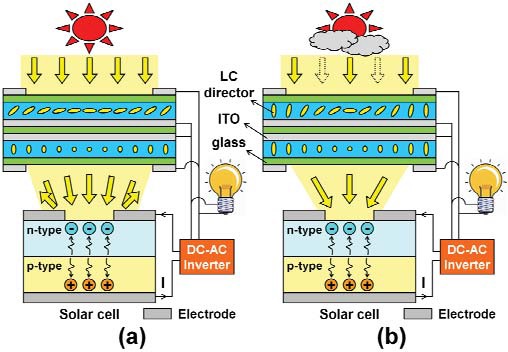 LC
director
ITO
glass
n-type
p-type
I
DC-AC
Inverter
Solar cell
Electrode
(a)
n-type
p-type
I
DC-AC
Inverter
Solar cell
Electrode
(b)